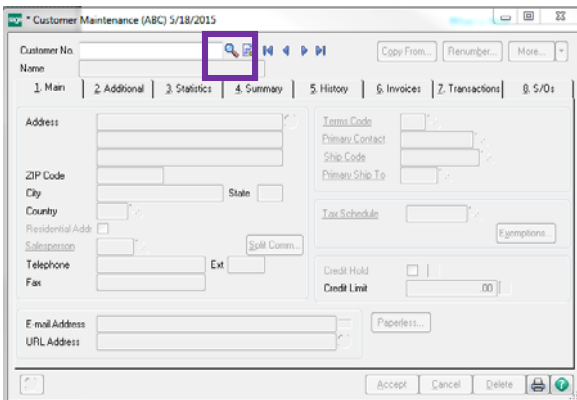 sage * Customer Maintenance (ABC) 5/18/2015
Customer No. Copy From... Renumber... More...
Name
1. Main 2. Additional 3. Statistics 4. Summary 5. History 6. Invoices 7. Transactions 8. S/Os
Address Terms Code
Primary Contact
Ship Code
ZIP Code Primary Ship To
City State
Country Tax Schedule
Residential Addr Exemptions...
Salesperson Split Comm...
Telephone Ext Credit Hold
Fax Credit Limit .00
E-mail Address Paperless...
URL Address
Accept Cancel Delete